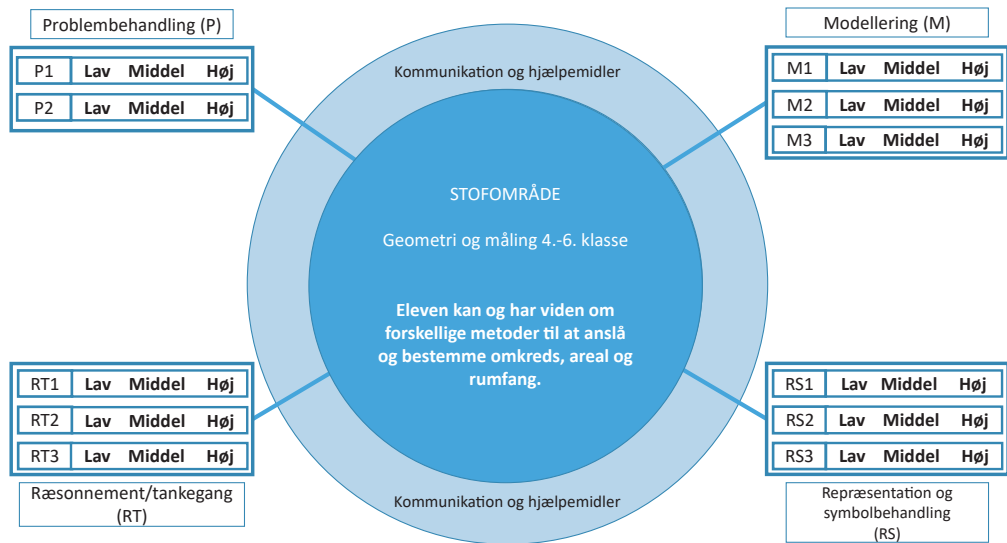 Problembehandling (P)
P1 Lav Middel Høj
P2 Lav Middel Høj
Modellering (M)
M1 Lav Middel Høj
M2 Lav Middel Høj
M3 Lav Middel Høj
Kommunikation og hjælpemidler
STOFOMRÅDE
Geometri og måling 4.-6. klasse
Eleven kan og har viden om
forskellige metoder til at anslå
og bestemme omkreds, areal og
rumfang.
RT1 Lav Middel Høj
RT2 Lav Middel Høj
RT3 Lav Middel Høj
Ræsonnement/tankegang
(RT)
RS1 Lav Middel Høj
RS2 Lav Middel Høj
RS3 Lav Middel Høj
Repræsentation og
symbolbehandling
(RS)
Kommunikation og hjælpemidler